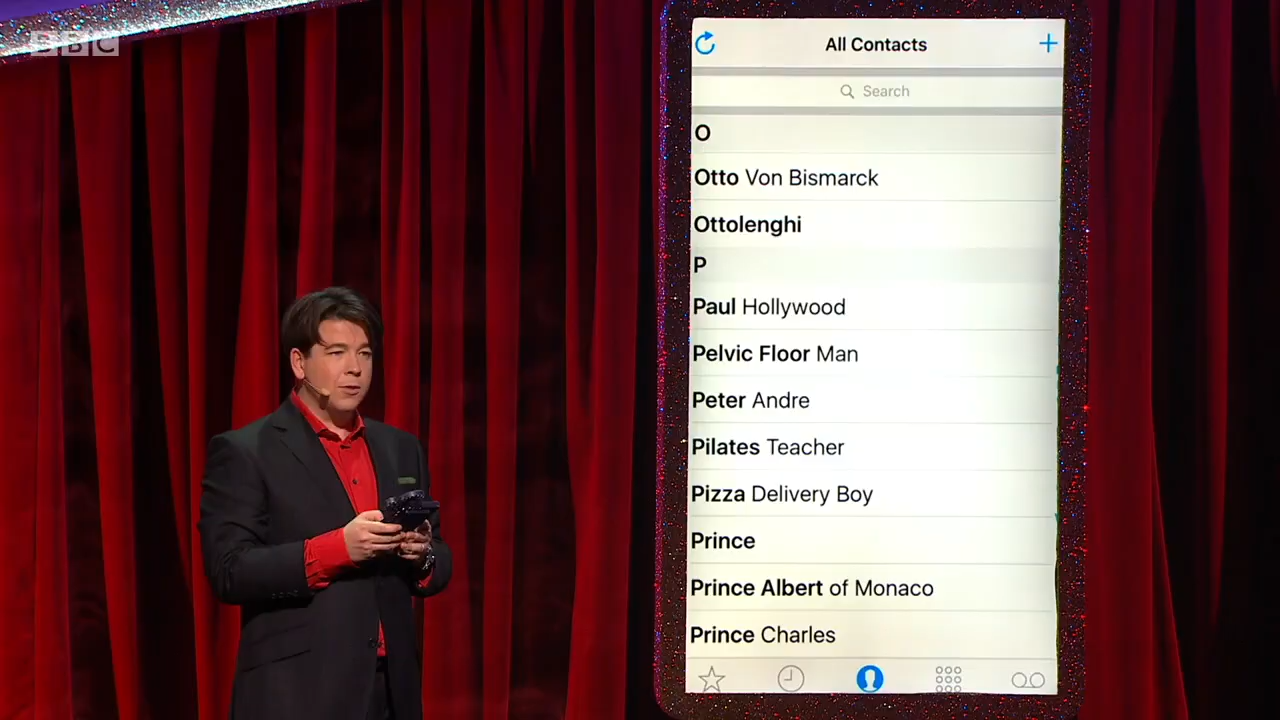 BBC
All Contacts
Search
O
Otto Von Bismarck
Ottolenghi
P
Paul Hollywood
Pelvic Floor Man
Peter Andre
Pilates Teacher
Pizza Delivery Boy
Prince
Prince Albert of Monaco
Prince Charles